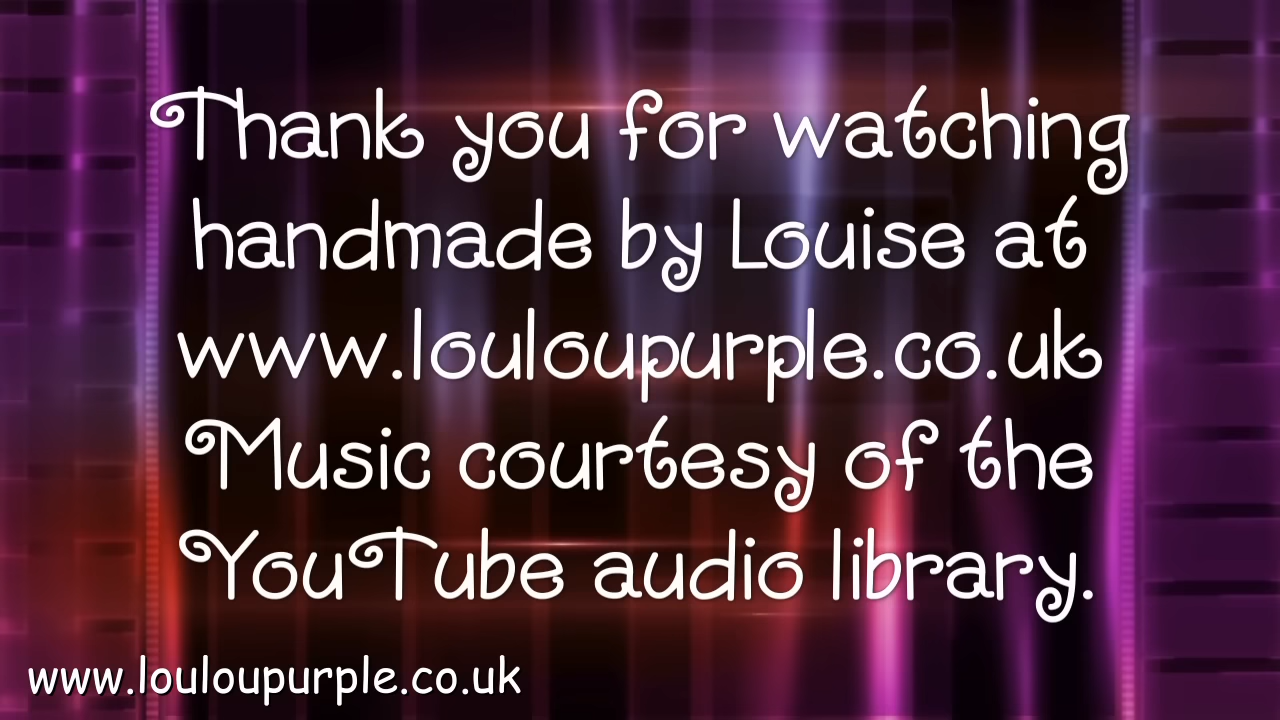 Thank you for watching
handmade by Louise at
www.louloupurple.co.uk
Music courtesy of the
YouTube audio library.
www.louloupurple.co.uk